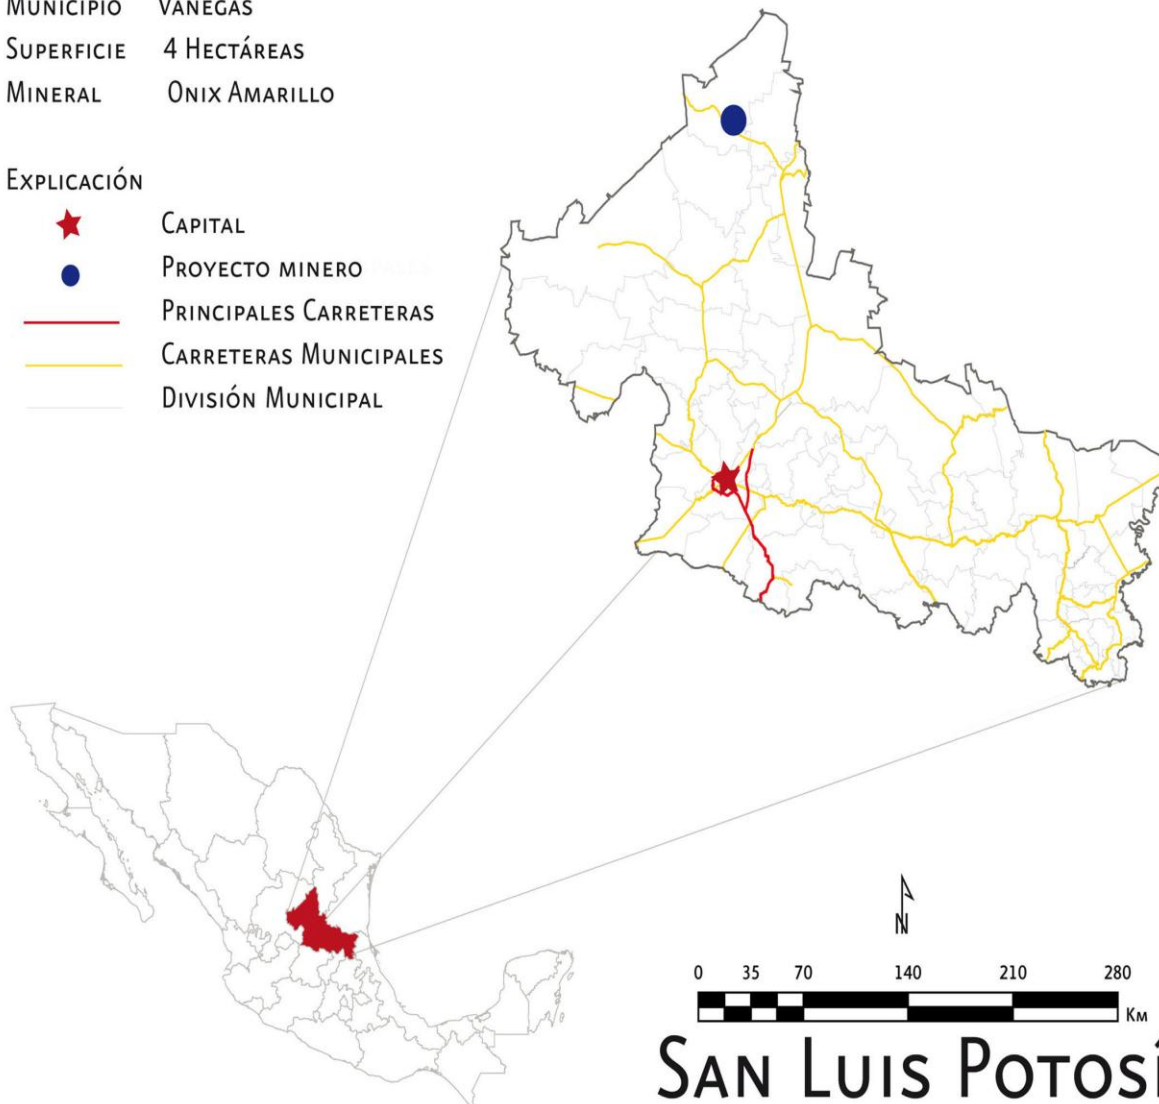 Municipio Vanegas
Superficie 4 Hectáreas
Mineral Onix Amarillo
Explicación
Capital
Proyecto minero
Principales Carreteras
Carreteras Municipales
División Municipal
N
0 35 70 140 210 280
Km
San Luis Potosí